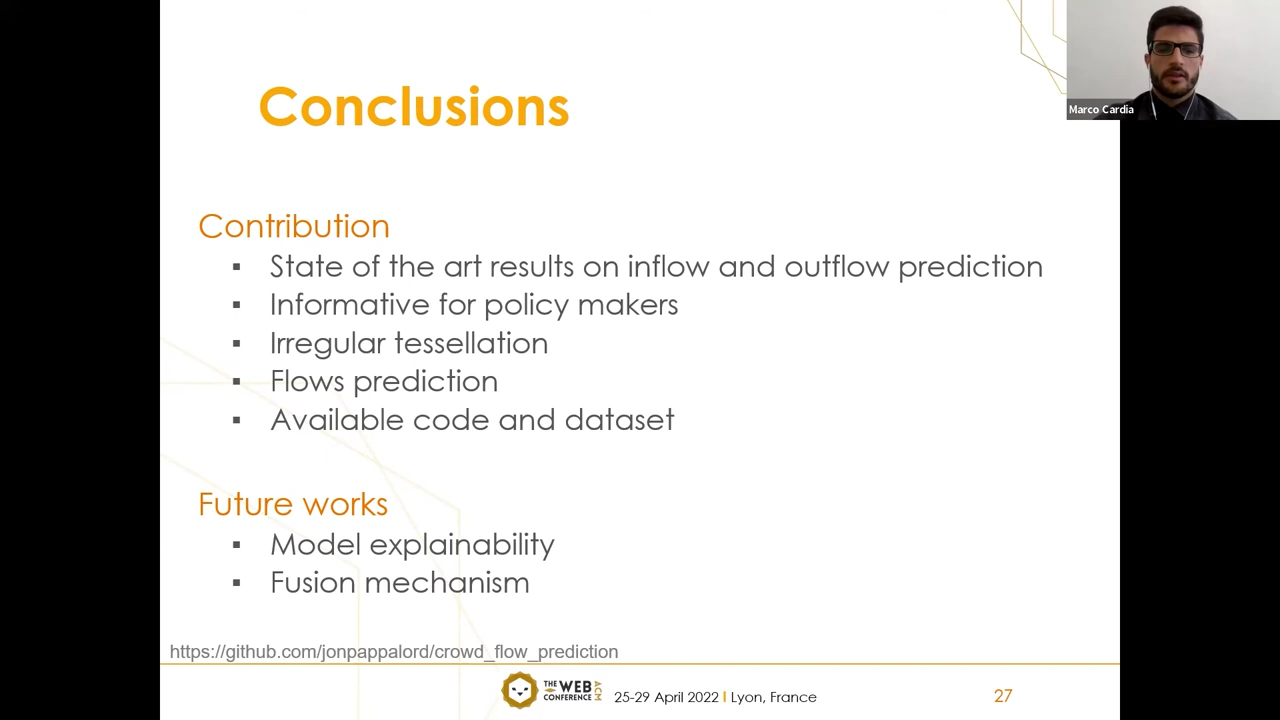 Marco Cardia
Conclusions
Contribution
▪ State of the art results on inflow and outflow prediction
▪ Informative for policy makers
▪ Irregular tessellation
▪ Flows prediction
▪ Available code and dataset
Future works
▪ Model explainability
▪ Fusion mechanism
https://github.com/jonpappalord/crowd_flow_prediction
THE WEB CONFERENCE ACM
25-29 April 2022 | Lyon, France
27